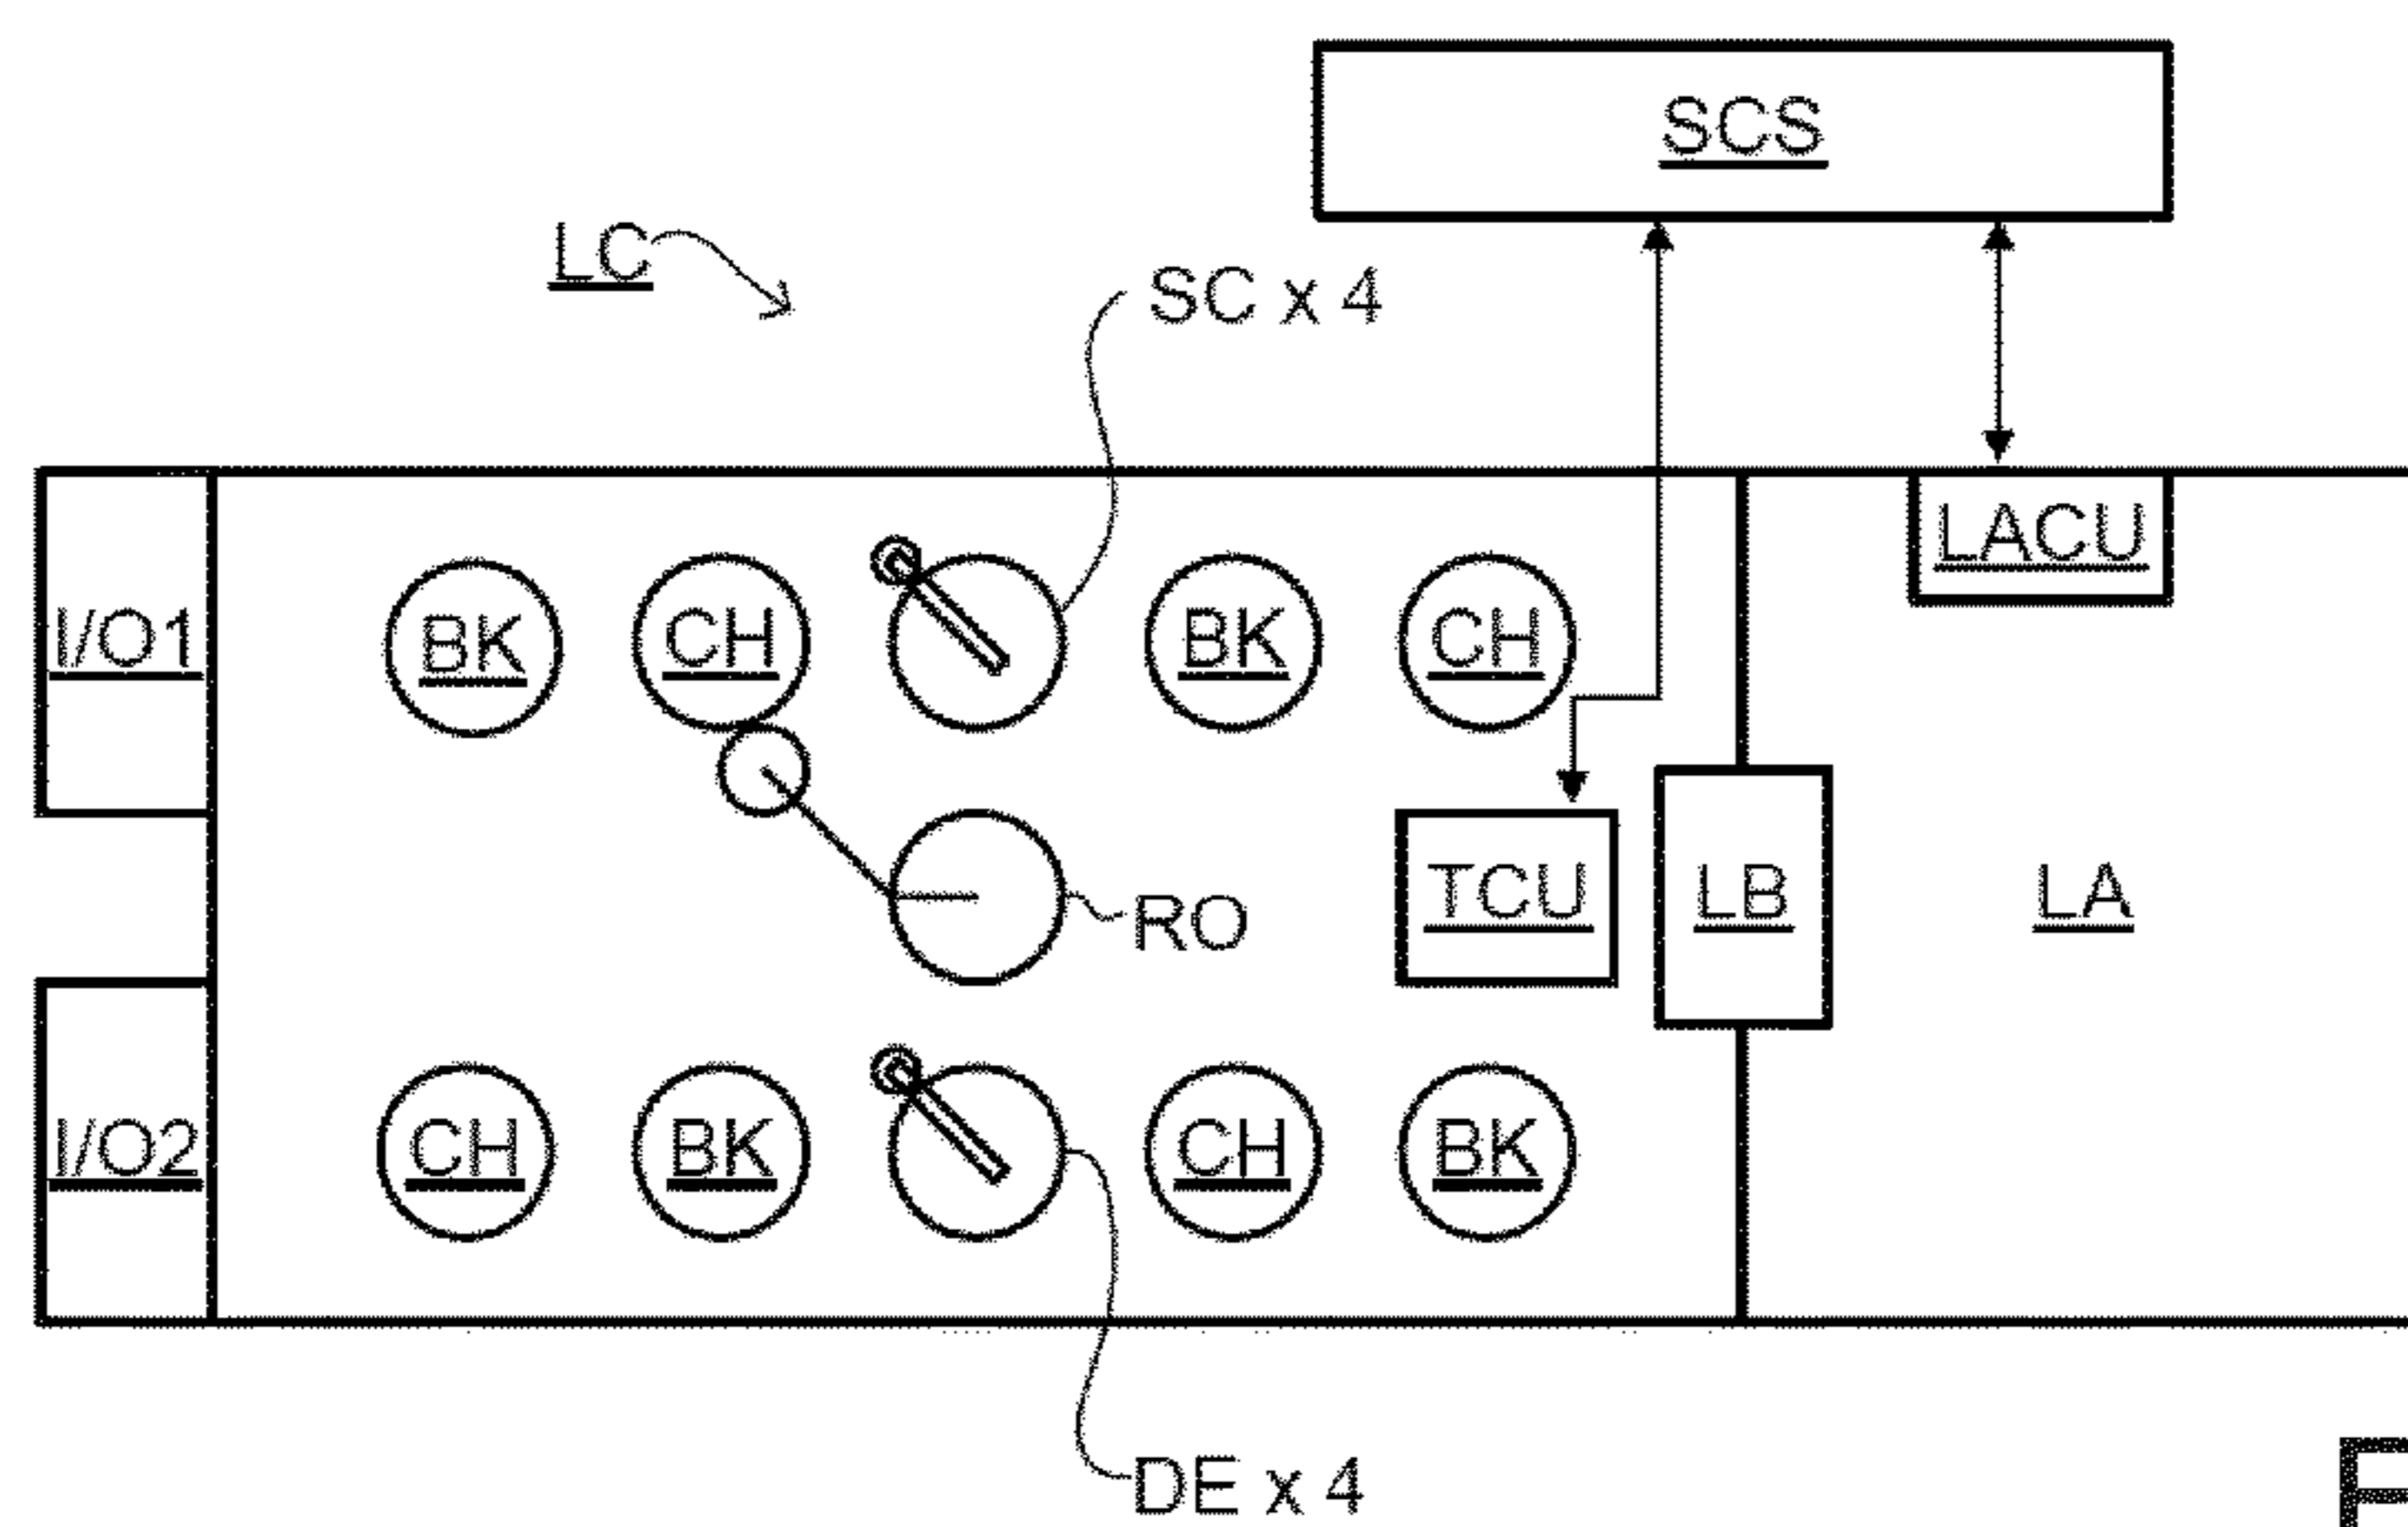 SCS
LC
SC x 4
LACU
I/O1
BK
CH
BK
CH
TCU
LB
LA
RO
I/O2
CH
BK
CH
BK
DE x 4